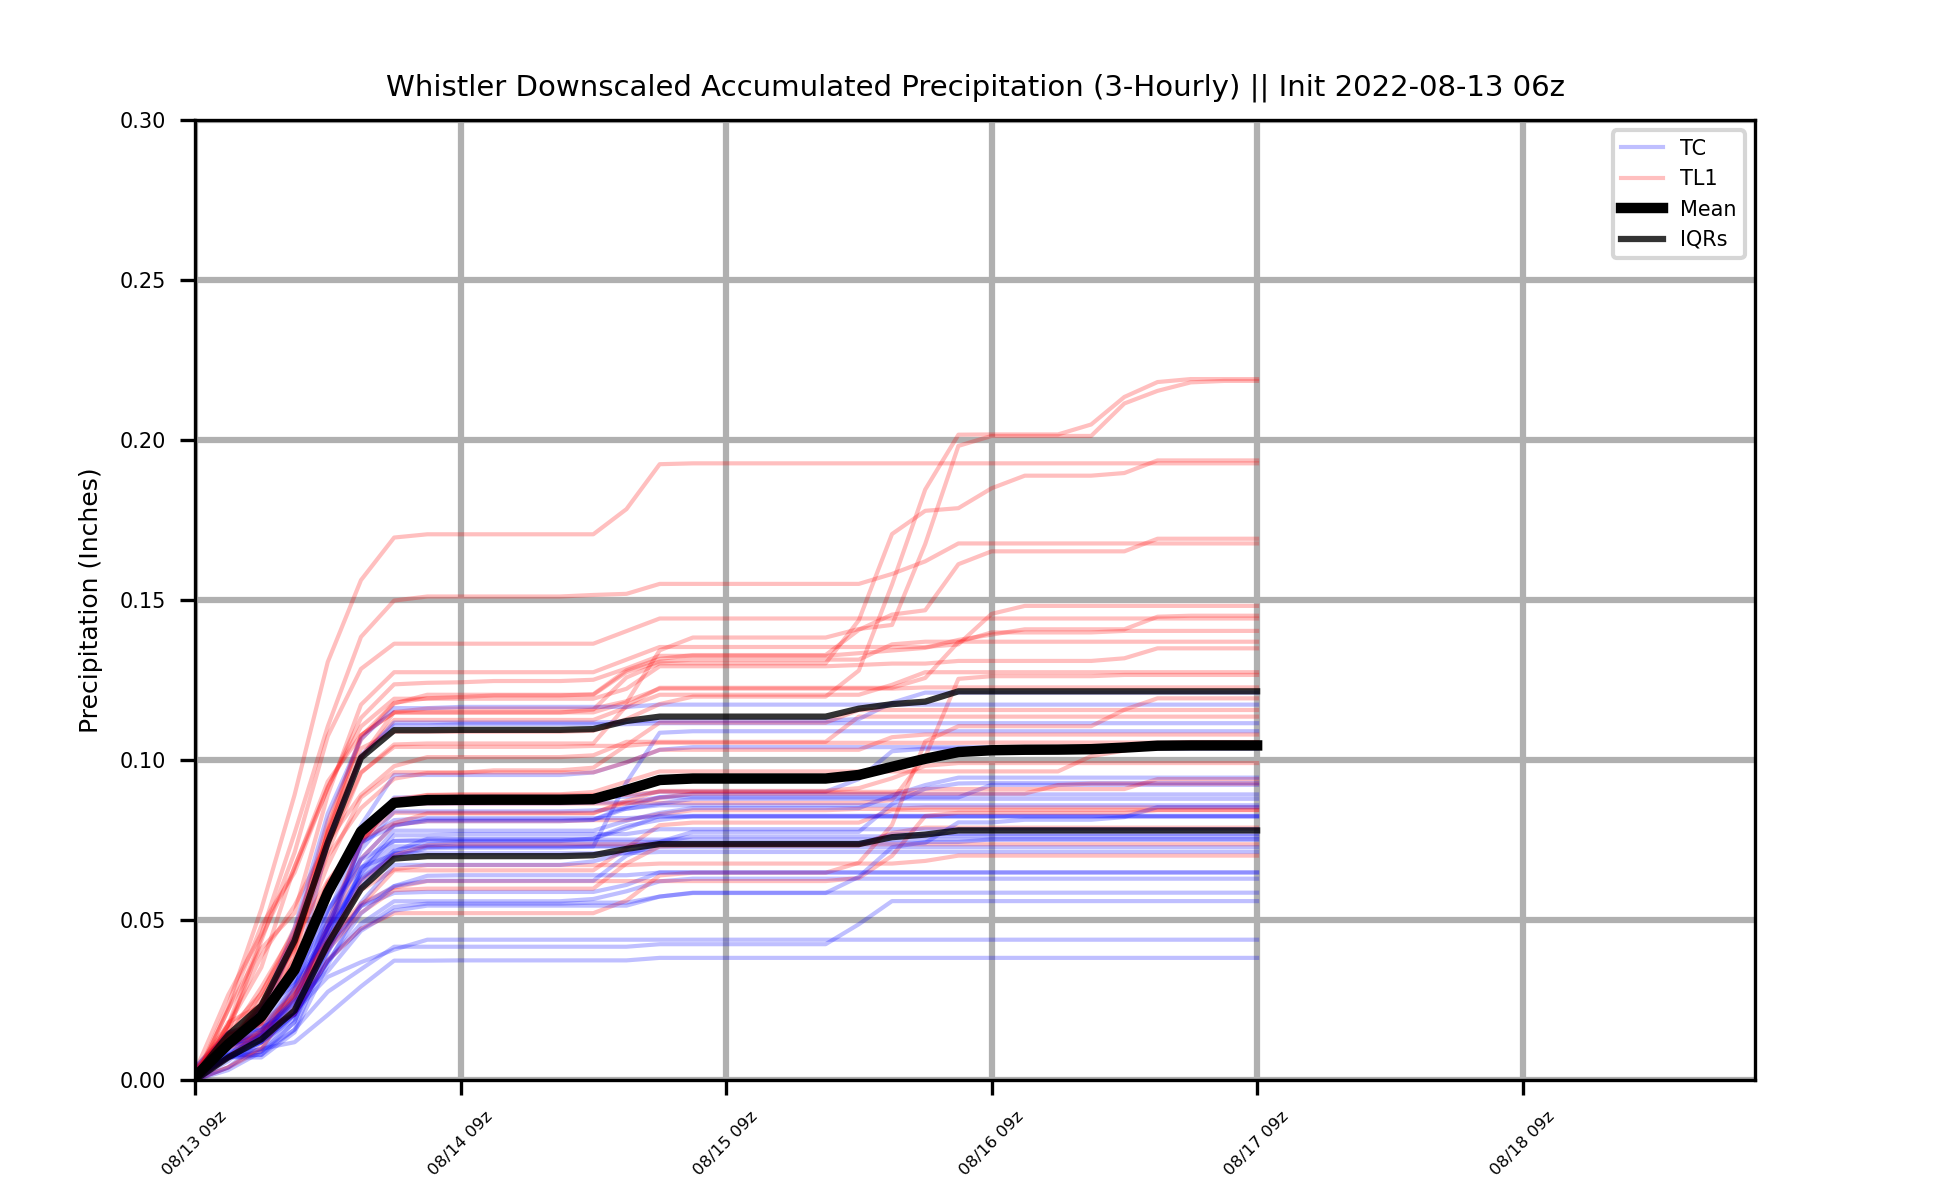 Whistler Downscaled Accumulated Precipitation (3-Hourly) || Init 2022-08-13 06z
0.30
0.25
0.20
0.15
0.10
0.05
0.00
Precipitation (Inches)
TC
TL1
Mean
IQRs
08/13 09z
08/14 09z
08/15 09z
08/16 09z
08/17 09z
08/18 09z